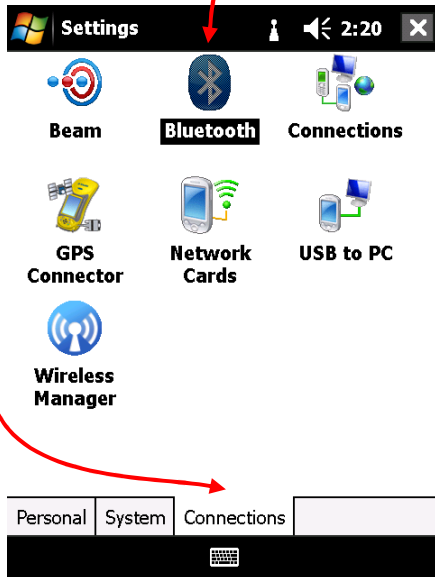 Settings 2:20
Beam Bluetooth Connections
GPS Connector Network Cards USB to PC
Wireless Manager
Personal System Connections